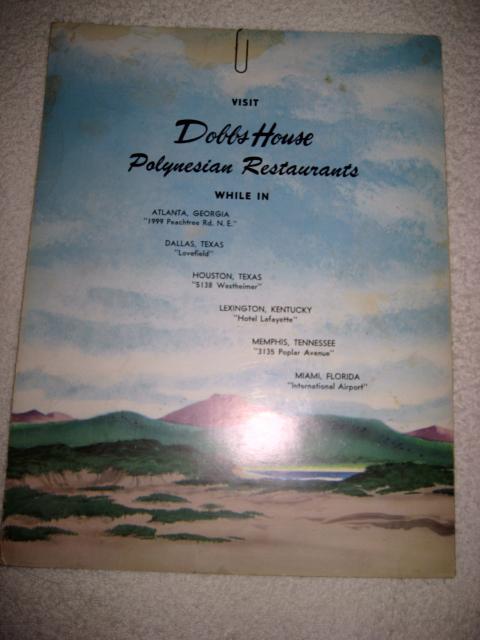 VISIT
Dobbs House
Polynesian Restaurants
WHILE IN
ATLANTA, GEORGIA
"1999 Peachtree Rd. N.E."
DALLAS, TEXAS
"Lovefield"
HOUSTON, TEXAS
"5138 Westheimer"
LEXINGTON, KENTUCKY
"Hotel Lafayette"
MEMPHIS, TENNESSEE
"3135 Poplar Avenue"
MIAMI, FLORIDA
"International Airport"